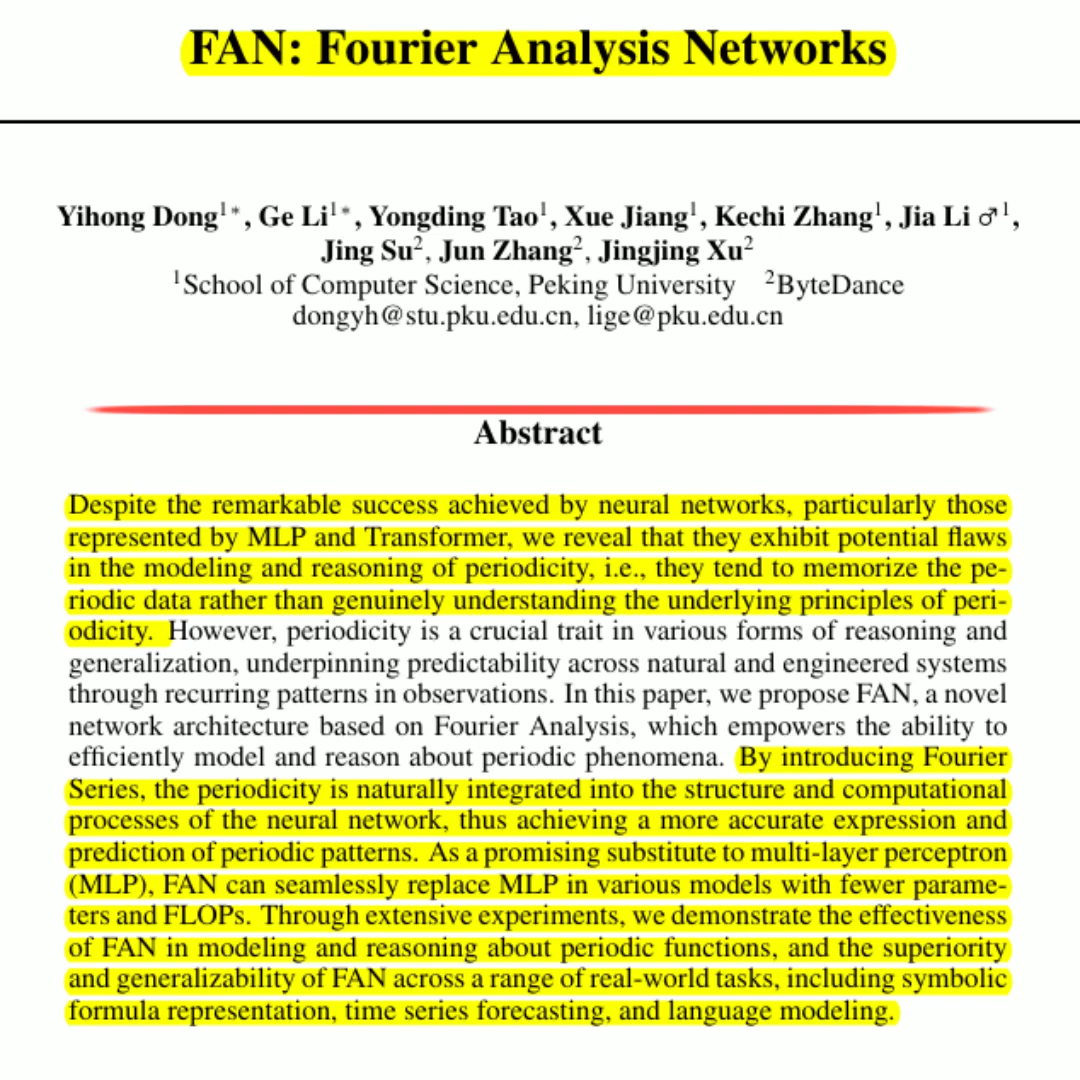 FAN: Fourier Analysis Networks
Yihong Dong1*, Ge Li1*, Yongding Tao1, Xue Jiang1, Kechi Zhang1, Jia Li ♂1,
Jing Su2, Jun Zhang2, Jingjing Xu2
1School of Computer Science, Peking University 2ByteDance
dongyh@stu.pku.edu.cn, lige@pku.edu.cn
Abstract
Despite the remarkable success achieved by neural networks, particularly those
represented by MLP and Transformer, we reveal that they exhibit potential flaws
in the modeling and reasoning of periodicity, i.e., they tend to memorize the pe-
riodic data rather than genuinely understanding the underlying principles of peri-
odicity. However, periodicity is a crucial trait in various forms of reasoning and
generalization, underpinning predictability across natural and engineered systems
through recurring patterns in observations. In this paper, we propose FAN, a novel
network architecture based on Fourier Analysis, which empowers the ability to
efficiently model and reason about periodic phenomena. By introducing Fourier
Series, the periodicity is naturally integrated into the structure and computational
processes of the neural network, thus achieving a more accurate expression and
prediction of periodic patterns. As a promising substitute to multi-layer perceptron
(MLP), FAN can seamlessly replace MLP in various models with fewer parame-
ters and FLOPs. Through extensive experiments, we demonstrate the effectiveness
of FAN in modeling and reasoning about periodic functions, and the superiority
and generalizability of FAN across a range of real-world tasks, including symbolic
formula representation, time series forecasting, and language modeling.